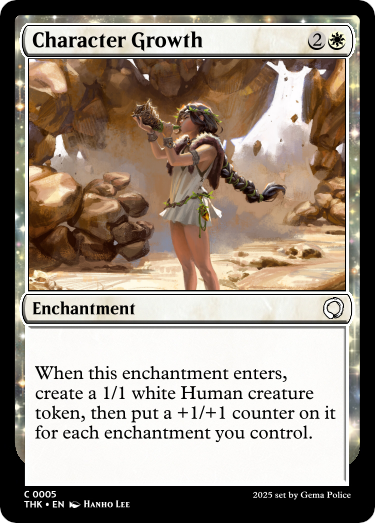 Character Growth 2
Enchantment
When this enchantment enters,
create a 1/1 white Human creature
token, then put a +1/+1 counter on it
for each enchantment you control.
C 0005
THK • EN Hanho Lee
2025 set by Gema Police